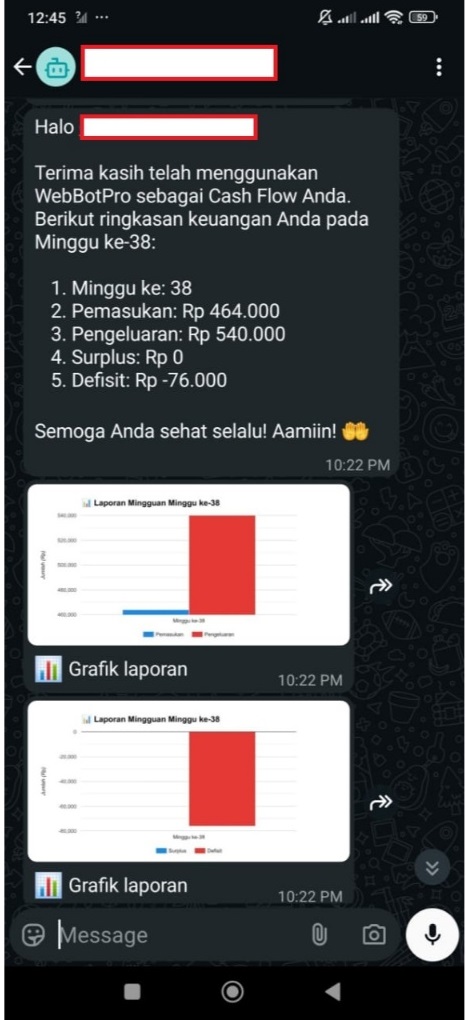 12:45
59
Halo
Terima kasih telah menggunakan
WebBotPro sebagai Cash Flow Anda.
Berikut ringkasan keuangan Anda pada
Minggu ke-38:
1. Minggu ke: 38
2. Pemasukan: Rp 464.000
3. Pengeluaran: Rp 540.000
4. Surplus: Rp 0
5. Defisit: Rp -76.000
Semoga Anda sehat selalu! Aamiin! 🤲
10:22 PM
Laporan Mingguan Minggu ke-38
540,000
520,000
500,000
480,000
460,000
Jumlah (Rp)
Minggu ke-38
Pemasukan Pengeluaran
Grafik laporan
10:22 PM
Laporan Mingguan Minggu ke-38
0
-20,000
-40,000
-60,000
-80,000
Jumlah (Rp)
Minggu ke-38
Surplus Defisit
Grafik laporan
10:22 PM
Message